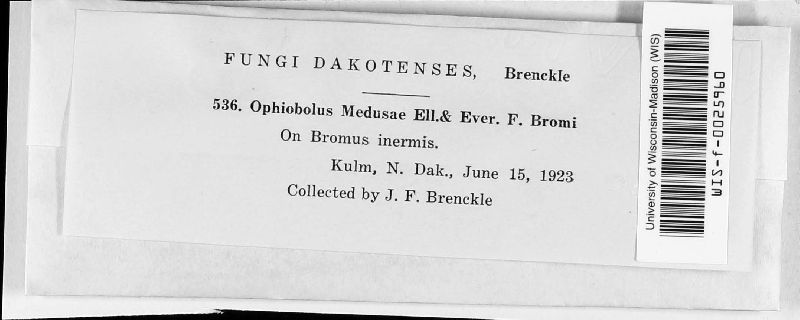 FUNGI DAKOTENSES, Brenckle
536. Ophiobolus Medusae Ell.& Ever. F. Bromi
On Bromus inermis.
Kulm, N. Dak., June 15, 1923
Collected by J. F. Brenckle
University of Wisconsin-Madison (WIS)
WIS-f-0025960